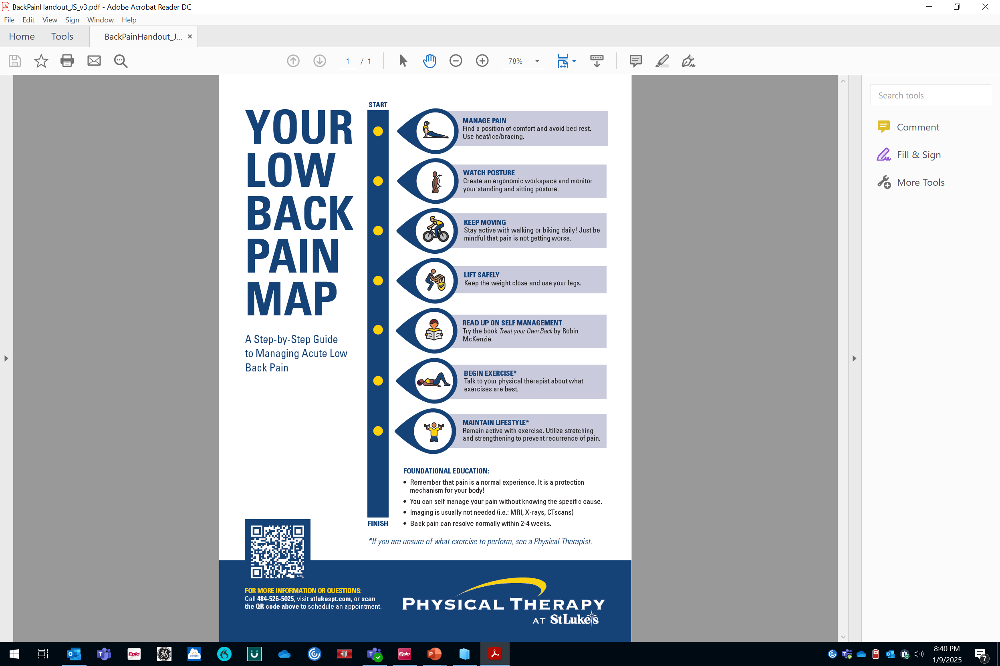 BackPainHandout_JS_v3.pdf - Adobe Acrobat Reader DC
File Edit View Sign Window Help
Home Tools BackPainHandout_J... ×
1 / 1 78%
Search tools
Comment
Fill & Sign
More Tools
YOUR
LOW
BACK
PAIN
MAP
A Step-by-Step Guide
to Managing Acute Low
Back Pain
START
MANAGE PAIN
Find a position of comfort and avoid bed rest.
Use heat/ice/bracing.
WATCH POSTURE
Create an ergonomic workspace and monitor
your standing and sitting posture.
KEEP MOVING
Stay active with walking or biking daily! Just be
mindful that pain is not getting worse.
LIFT SAFELY
Keep the weight close and use your legs.
READ UP ON SELF MANAGEMENT
Try the book Treat your Own Back by Robin
McKenzie.
BEGIN EXERCISE*
Talk to your physical therapist about what
exercises are best.
MAINTAIN LIFESTYLE*
Remain active with exercise. Utilize stretching
and strengthening to prevent recurrence of pain.
FINISH
FOUNDATIONAL EDUCATION:
• Remember that pain is a normal experience. It is a protection
mechanism for your body!
• You can self manage your pain without knowing the specific cause.
• Imaging is usually not needed (i.e.: MRI, X-rays, CTscans)
• Back pain can resolve normally within 2-4 weeks.
*If you are unsure of what exercise to perform, see a Physical Therapist.
bitly
FOR MORE INFORMATION OR QUESTIONS:
Call 484-526-5025, visit stlukespt.com, or scan
the QR code above to schedule an appointment.
PHYSICAL THERAPY
AT StLuke's
Epic
workday
Epic
8:40 PM
1/9/2025
7